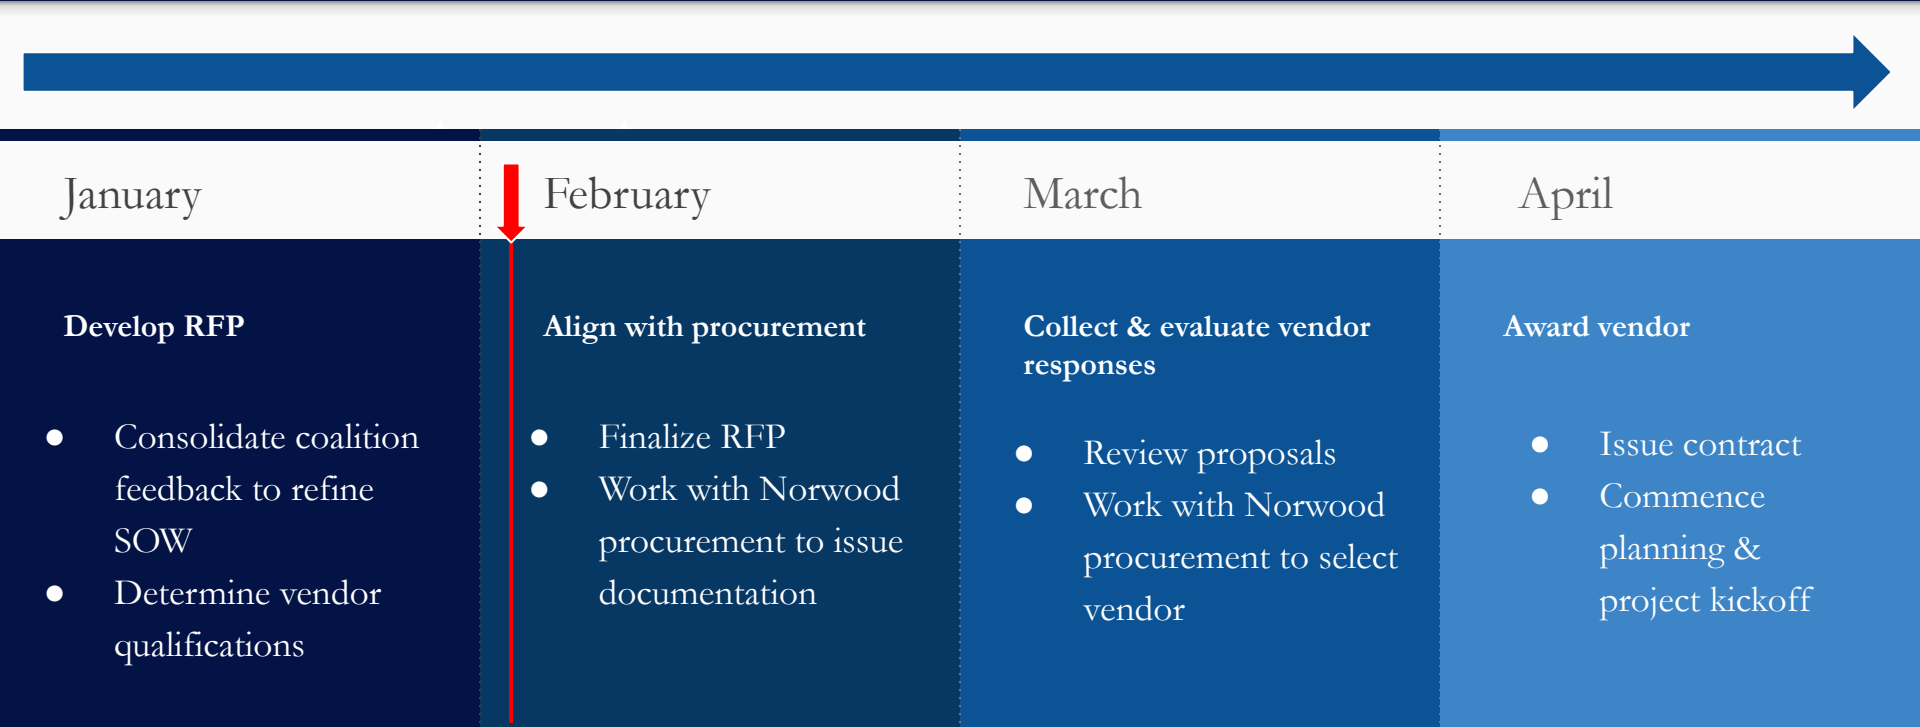 January
February
March
April
Develop RFP
● Consolidate coalition
feedback to refine
SOW
● Determine vendor
qualifications
Align with procurement
● Finalize RFP
● Work with Norwood
procurement to issue
documentation
Collect & evaluate vendor
responses
● Review proposals
● Work with Norwood
procurement to select
vendor
Award vendor
● Issue contract
● Commence
planning &
project kickoff